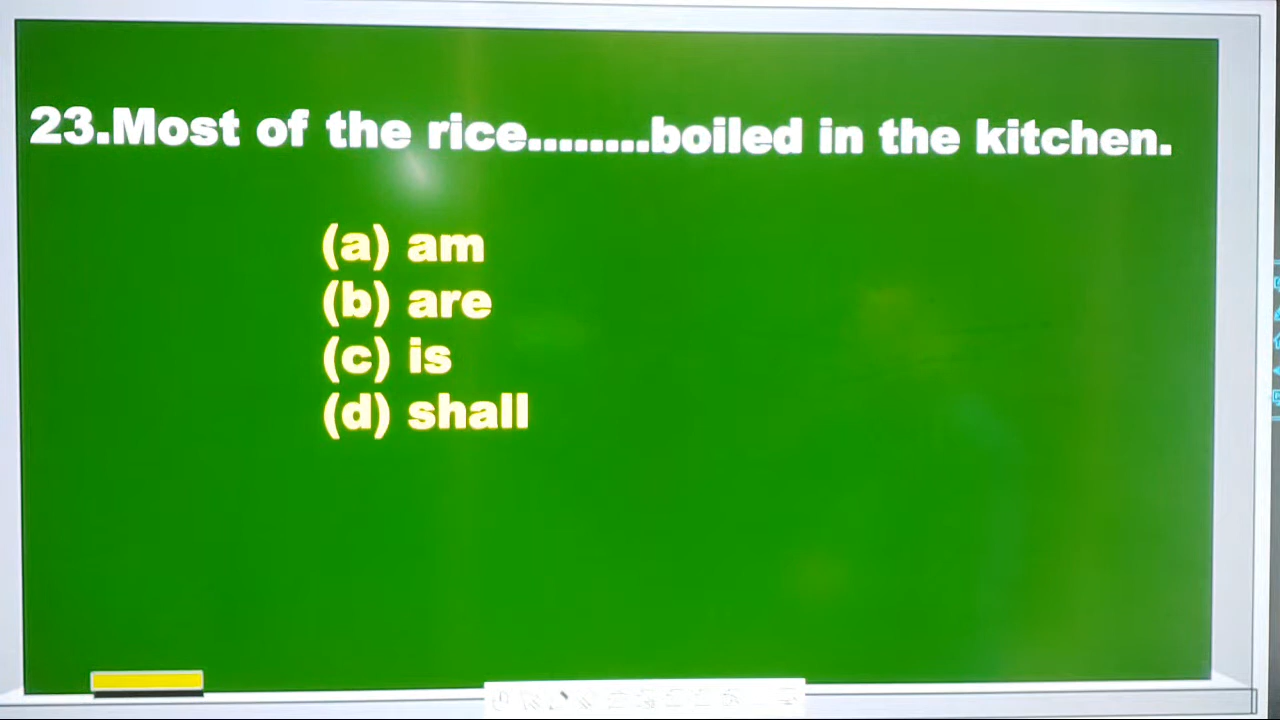 23.Most of the rice........boiled in the kitchen.
(a) am
(b) are
(c) is
(d) shall